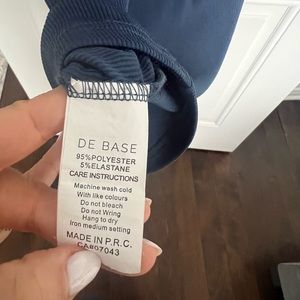 DE BASE
95%POLYESTER
5%ELASTANE
CARE INSTRUCTIONS
Machine wash cold
With like colours
Do not bleach
Do not Wring
Hang to dry
Iron medium setting
MADE IN P.R.C.
CA807043